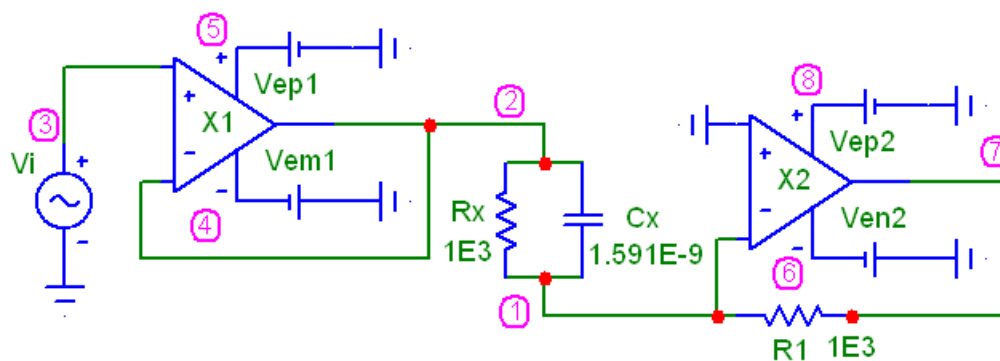 5
+
Vep1
3
+
X1
-
2
8
+
Vi
+
-
Vem1
-
4
Rx
1E3
Cx
1.591E-9
+
X2
-
Vep2
7
Ven2
-
6
1
R1
1E3